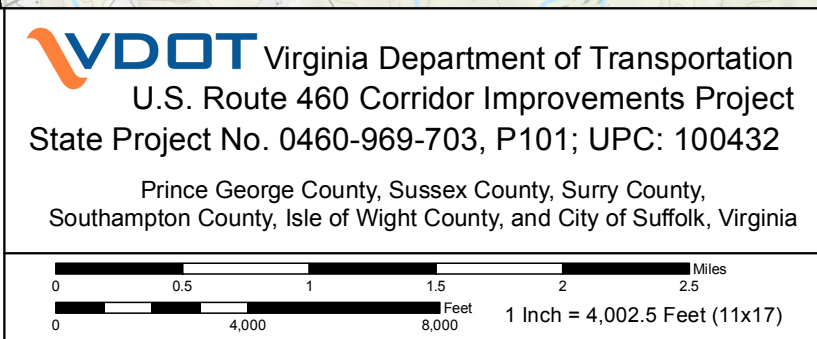 VDOT Virginia Department of Transportation
U.S. Route 460 Corridor Improvements Project
State Project No. 0460-969-703, P101; UPC: 100432
Prince George County, Sussex County, Surry County,
Southampton County, Isle of Wight County, and City of Suffolk, Virginia
Miles
0 0.5 1 1.5 2 2.5
Feet
0 4,000 8,000
1 Inch = 4,002.5 Feet (11x17)